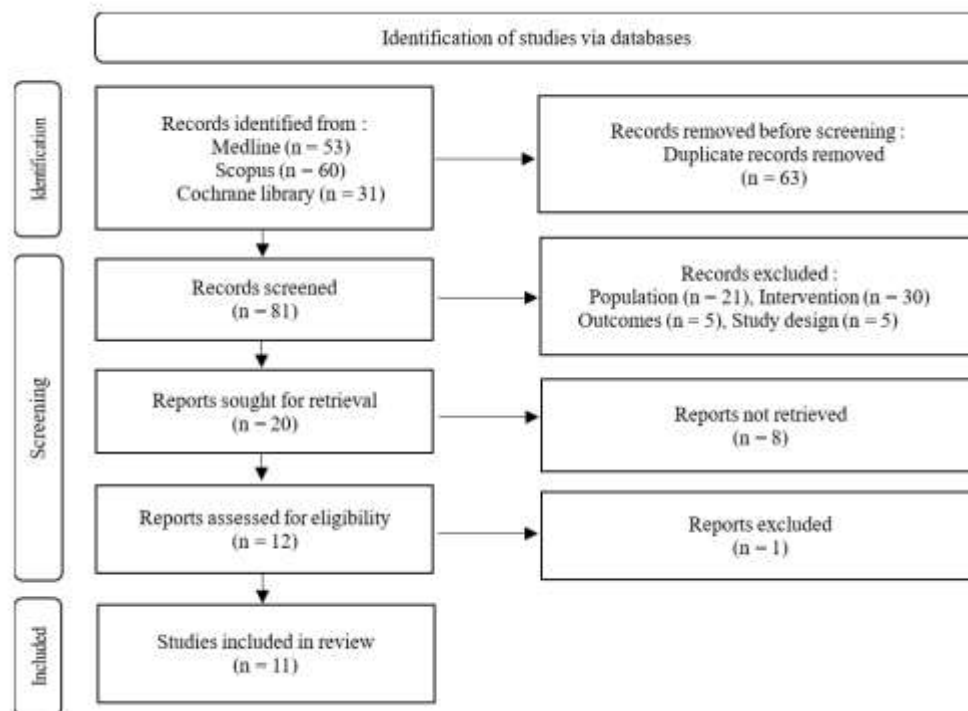 Identification of studies via databases
Identification
Records identified from :
Medline (n = 53)
Scopus (n = 60)
Cochrane library (n = 31)
Records removed before screening :
Duplicate records removed
(n = 63)
Screening
Records screened
(n = 81)
Records excluded :
Population (n = 21), Intervention (n = 30)
Outcomes (n = 5), Study design (n = 5)
Reports sought for retrieval
(n = 20)
Reports not retrieved
(n = 8)
Reports assessed for eligibility
(n = 12)
Reports excluded
(n = 1)
Included
Studies included in review
(n = 11)